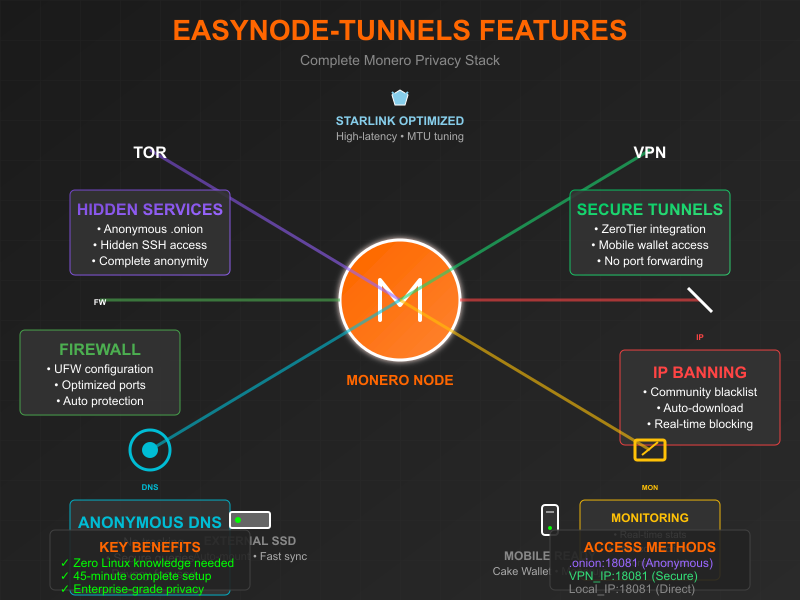 EASYNODE-TUNNELS FEATURES
Complete Monero Privacy Stack
STARLINK OPTIMIZED
High-latency • MTU tuning
TOR
VPN
HIDDEN SERVICES
• Anonymous .onion
• Hidden SSH access
• Complete anonymity
SECURE TUNNELS
• ZeroTier integration
• Mobile wallet access
• No port forwarding
FW
IP
FIREWALL
• UFW configuration
• Optimized ports
• Auto protection
MONERO NODE
IP BANNING
• Community blacklist
• Auto-download
• Real-time blocking
DNS
MON
ANONYMOUS DNS
EXTERNAL SSD
• Fast sync
MONITORING
• Real-time stats
MOBILE READY
Cake Wallet
KEY BENEFITS
✓ Zero Linux knowledge needed
✓ 45-minute complete setup
✓ Enterprise-grade privacy
ACCESS METHODS
.onion:18081 (Anonymous)
VPN_IP:18081 (Secure)
Local_IP:18081 (Direct)